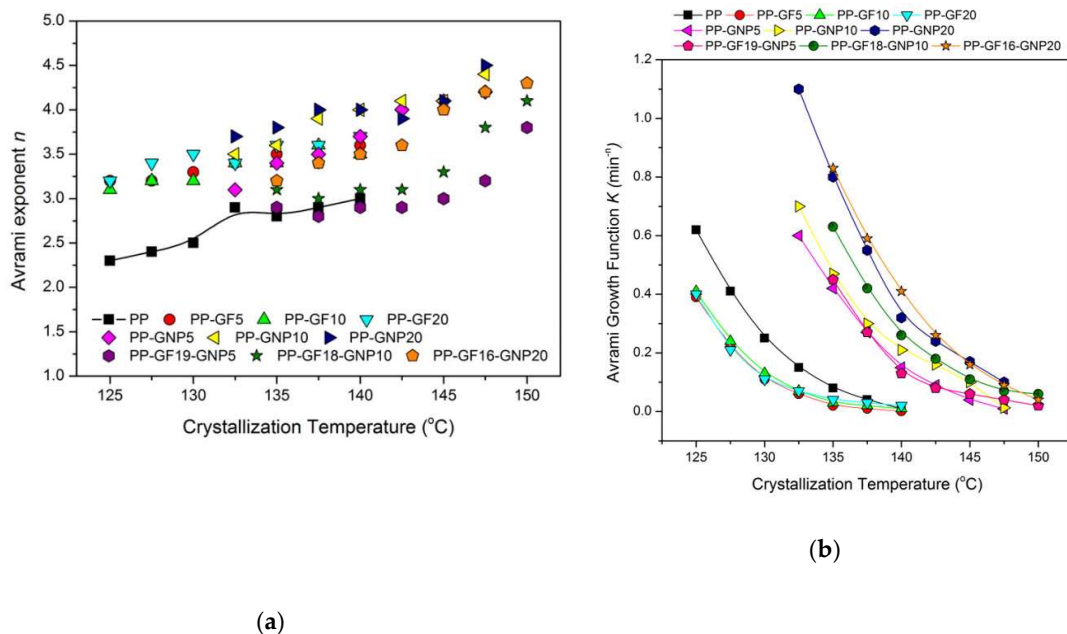 5.0
4.5
4.0
3.5
3.0
2.5
2.0
1.5
1.0
Avrami exponent n
PP PP-GF5 PP-GF10 PP-GF20
PP-GNP5 PP-GNP10 PP-GNP20
PP-GF19-GNP5 PP-GF18-GNP10 PP-GF16-GNP20
125 130 135 140 145 150
Crystallization Temperature (°C)
(a)
PP PP-GF5 PP-GF10 PP-GF20
PP-GNP5 PP-GNP10 PP-GNP20
PP-GF19-GNP5 PP-GF18-GNP10 PP-GF16-GNP20
1.2
1.0
0.8
0.6
0.4
0.2
0.0
Avrami Growth Function K (min⁻¹)
125 130 135 140 145 150
Crystallization Temperature (°C)
(b)